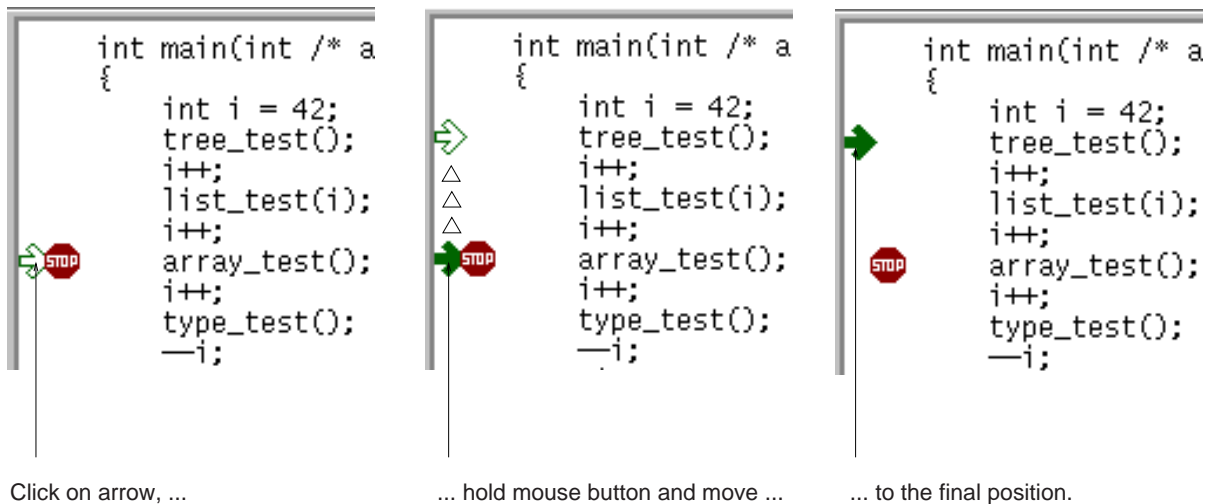 int main(int /* a
{
int i = 42;
tree_test();
i++;
list_test(i);
i++;
STOP array_test();
i++;
type_test();
--i;
Click on arrow, ...
int main(int /* a
{
int i = 42;
tree_test();
i++;
list_test(i);
i++;
STOP array_test();
i++;
type_test();
--i;
... hold mouse button and move ...
int main(int /* a
{
int i = 42;
tree_test();
i++;
list_test(i);
i++;
STOP array_test();
i++;
type_test();
--i;
... to the final position.